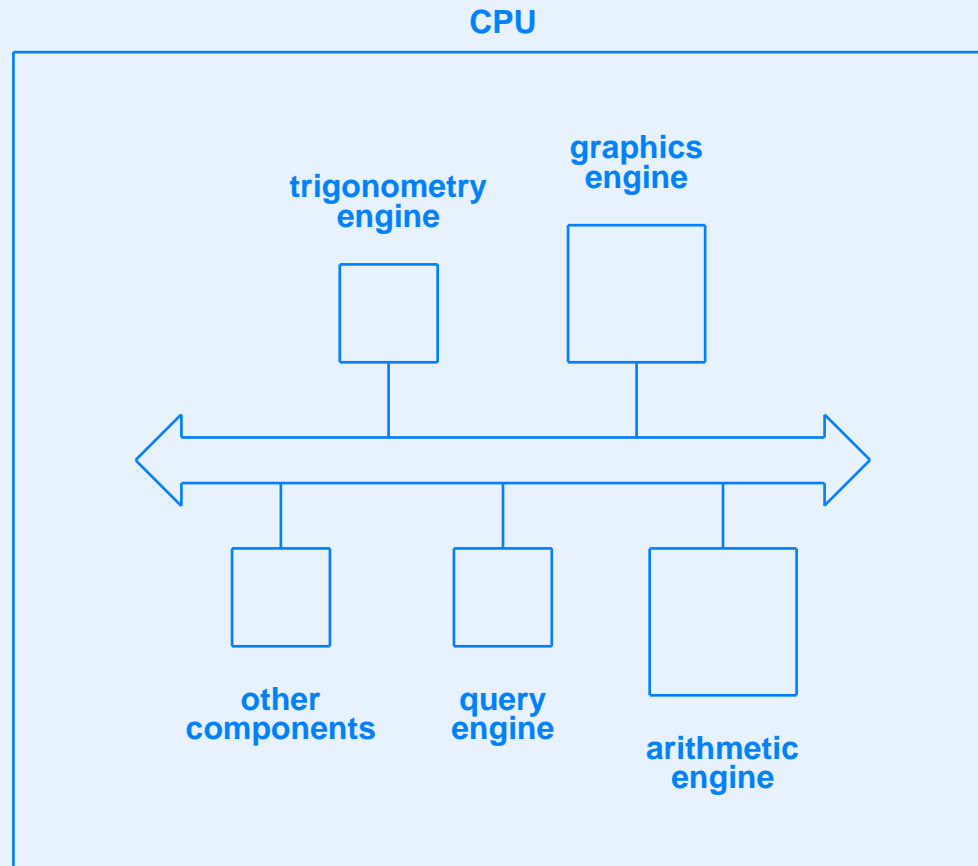 CPU
graphics
engine
trigonometry
engine
other
components
query
engine
arithmetic
engine